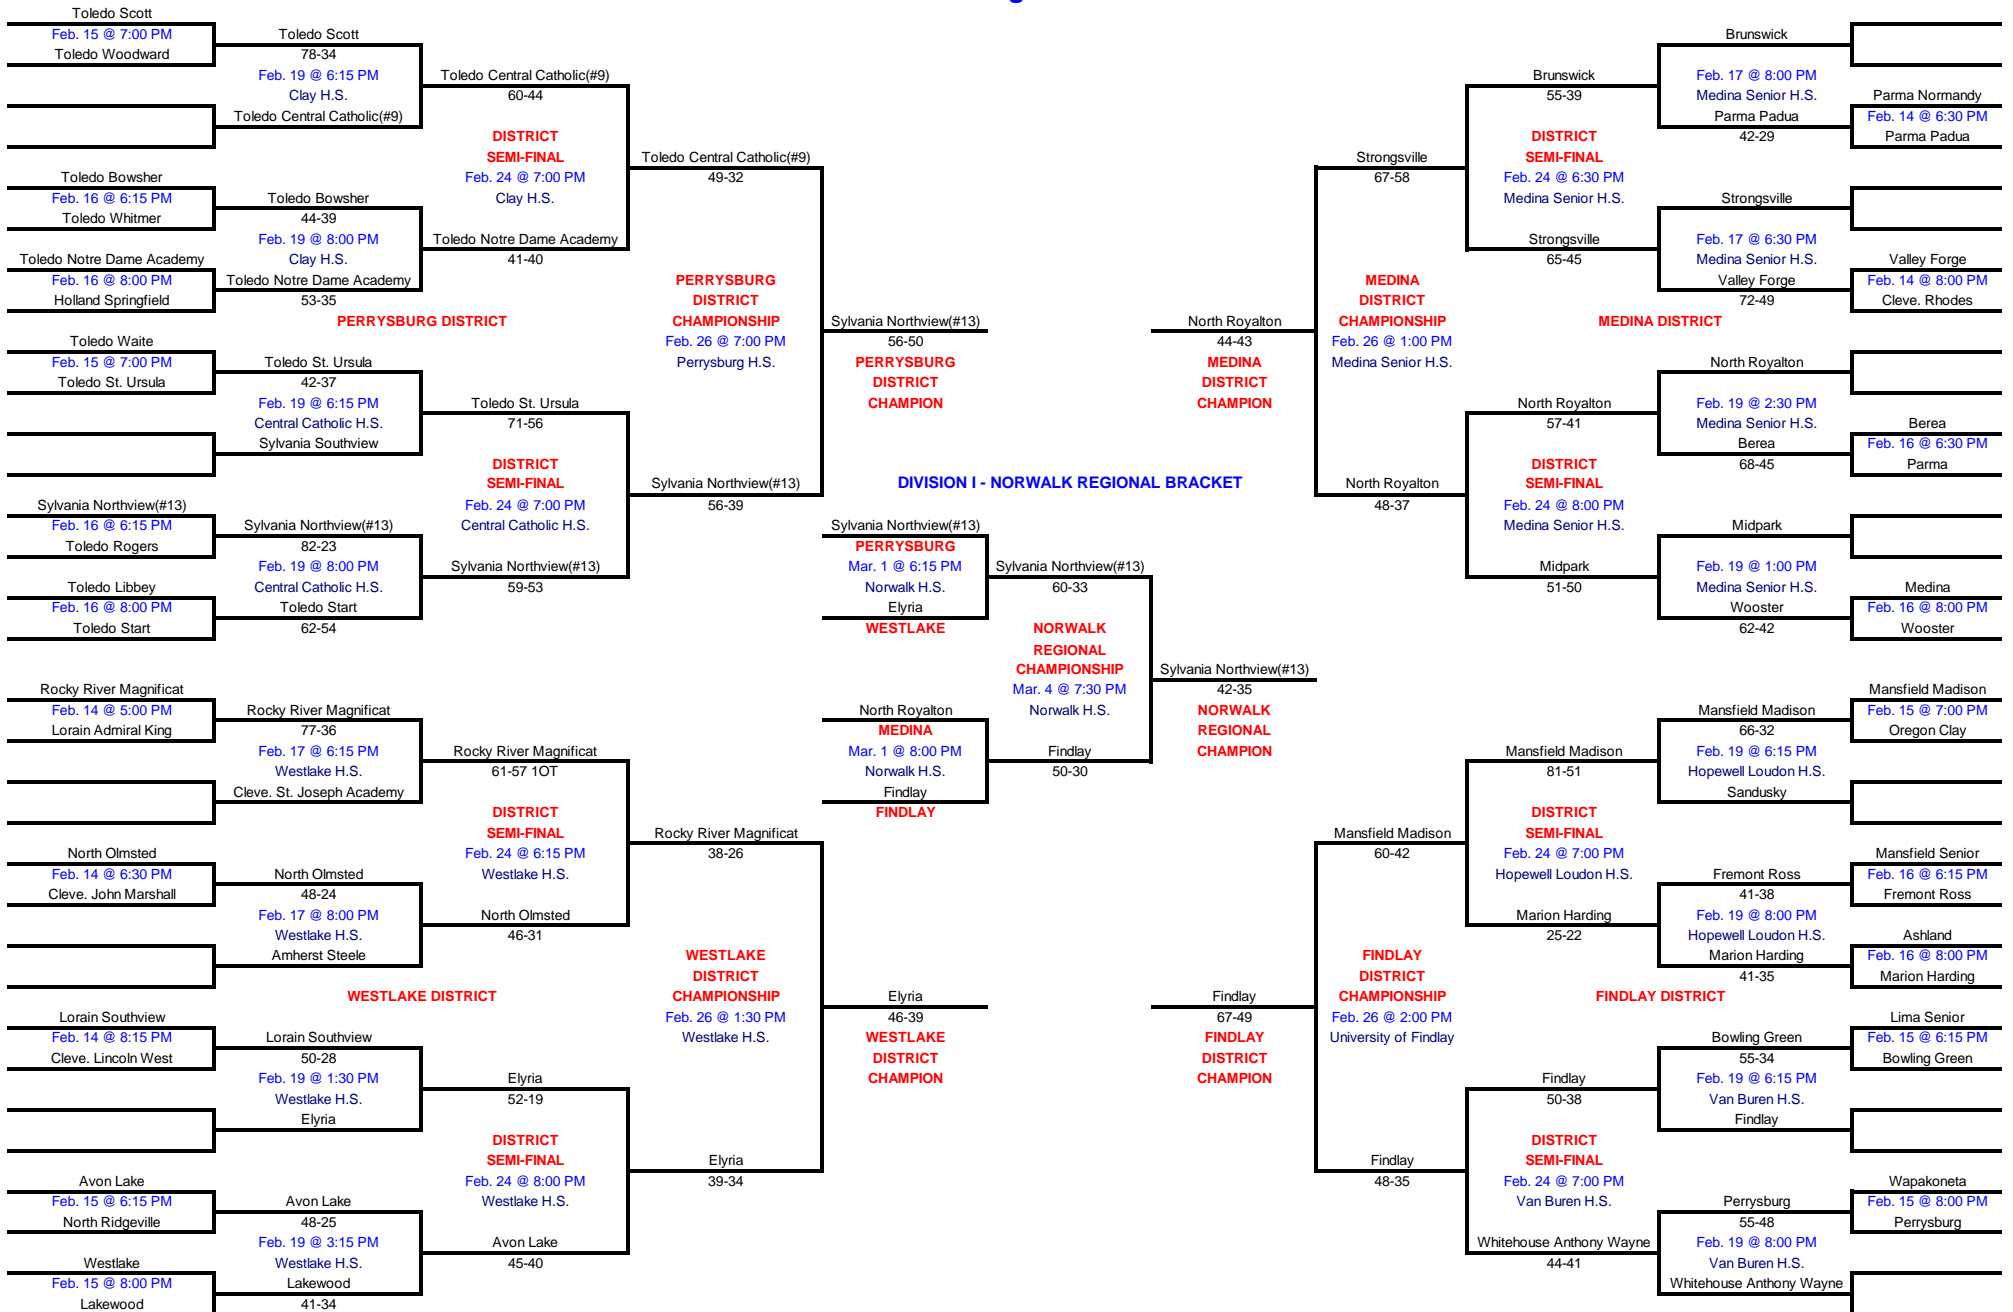 Toledo Scott
Feb. 15 @ 7:00 PM
Toledo Woodward
Toledo Bowsher
Feb. 16 @ 6:15 PM
Toledo Whitmer
Toledo Notre Dame Academy
Feb. 16 @ 8:00 PM
Holland Springfield
Toledo Waite
Feb. 15 @ 7:00 PM
Toledo St. Ursula
Sylvania Northview(#13)
Feb. 16 @ 6:15 PM
Toledo Rogers
Toledo Libbey
Feb. 16 @ 8:00 PM
Toledo Start
Toledo Scott
78-34
Feb. 19 @ 6:15 PM
Clay H.S.
Toledo Central Catholic(#9)
Toledo Bowsher
44-39
Feb. 19 @ 8:00 PM
Clay H.S.
Toledo Notre Dame Academy
53-35
PERRYSBURG DISTRICT
Toledo St. Ursula
42-37
Feb. 19 @ 6:15 PM
Central Catholic H.S.
Sylvania Southview
Sylvania Northview(#13)
82-23
Feb. 19 @ 8:00 PM
Central Catholic H.S.
Toledo Start
62-54
Toledo Central Catholic(#9)
60-44
DISTRICT
SEMI-FINAL
Feb. 24 @ 7:00 PM
Clay H.S.
Toledo Notre Dame Academy
41-40
Toledo St. Ursula
71-56
DISTRICT
SEMI-FINAL
Feb. 24 @ 7:00 PM
Central Catholic H.S.
Sylvania Northview(#13)
59-53
Toledo Central Catholic(#9)
49-32
PERRYSBURG
DISTRICT
CHAMPIONSHIP
Feb. 26 @ 7:00 PM
Perrysburg H.S.
Sylvania Northview(#13)
56-39
Sylvania Northview(#13)
56-50
PERRYSBURG
DISTRICT
CHAMPION
Rocky River Magnificat
Feb. 14 @ 5:00 PM
Lorain Admiral King
North Olmsted
Feb. 14 @ 6:30 PM
Cleve. John Marshall
Lorain Southview
Feb. 14 @ 8:15 PM
Cleve. Lincoln West
Avon Lake
Feb. 15 @ 6:15 PM
North Ridgeville
Westlake
Feb. 15 @ 8:00 PM
Lakewood
Rocky River Magnificat
77-36
Feb. 17 @ 6:15 PM
Westlake H.S.
Cleve. St. Joseph Academy
North Olmsted
48-24
Feb. 17 @ 8:00 PM
Westlake H.S.
Amherst Steele
WESTLAKE DISTRICT
Lorain Southview
50-28
Feb. 19 @ 1:30 PM
Westlake H.S.
Elyria
Avon Lake
48-25
Feb. 19 @ 3:15 PM
Westlake H.S.
Lakewood
41-34
Rocky River Magnificat
61-57 1OT
DISTRICT
SEMI-FINAL
Feb. 24 @ 6:15 PM
Westlake H.S.
North Olmsted
46-31
Elyria
52-19
DISTRICT
SEMI-FINAL
Feb. 24 @ 8:00 PM
Westlake H.S.
Avon Lake
45-40
Rocky River Magnificat
38-26
WESTLAKE
DISTRICT
CHAMPIONSHIP
Feb. 26 @ 1:30 PM
Westlake H.S.
Elyria
39-34
Elyria
46-39
WESTLAKE
DISTRICT
CHAMPION
DIVISION I - NORWALK REGIONAL BRACKET
Sylvania Northview(#13)
PERRYSBURG
Mar. 1 @ 6:15 PM
Norwalk H.S.
Elyria
WESTLAKE
North Royalton
MEDINA
Mar. 1 @ 8:00 PM
Norwalk H.S.
Findlay
FINDLAY
Sylvania Northview(#13)
60-33
NORWALK
REGIONAL
CHAMPIONSHIP
Mar. 4 @ 7:30 PM
Norwalk H.S.
Findlay
50-30
Sylvania Northview(#13)
42-35
NORWALK
REGIONAL
CHAMPION
North Royalton
44-43
MEDINA
DISTRICT
CHAMPION
Strongsville
67-58
MEDINA
DISTRICT
CHAMPIONSHIP
Feb. 26 @ 1:00 PM
Medina Senior H.S.
North Royalton
48-37
Brunswick
55-39
DISTRICT
SEMI-FINAL
Feb. 24 @ 6:30 PM
Medina Senior H.S.
Strongsville
65-45
North Royalton
57-41
DISTRICT
SEMI-FINAL
Feb. 24 @ 8:00 PM
Medina Senior H.S.
Midpark
51-50
Brunswick
Feb. 17 @ 8:00 PM
Medina Senior H.S.
Parma Padua
42-29
Strongsville
Feb. 17 @ 6:30 PM
Medina Senior H.S.
Valley Forge
72-49
MEDINA DISTRICT
North Royalton
Feb. 19 @ 2:30 PM
Medina Senior H.S.
Berea
68-45
Midpark
Feb. 19 @ 1:00 PM
Medina Senior H.S.
Wooster
62-42
Parma Normandy
Feb. 14 @ 6:30 PM
Parma Padua
Valley Forge
Feb. 14 @ 8:00 PM
Cleve. Rhodes
Berea
Feb. 16 @ 6:30 PM
Parma
Medina
Feb. 16 @ 8:00 PM
Wooster
Findlay
67-49
FINDLAY
DISTRICT
CHAMPION
Mansfield Madison
60-42
FINDLAY
DISTRICT
CHAMPIONSHIP
Feb. 26 @ 2:00 PM
University of Findlay
Findlay
48-35
Mansfield Madison
81-51
DISTRICT
SEMI-FINAL
Feb. 24 @ 7:00 PM
Hopewell Loudon H.S.
Marion Harding
25-22
Findlay
50-38
DISTRICT
SEMI-FINAL
Feb. 24 @ 7:00 PM
Van Buren H.S.
Whitehouse Anthony Wayne
44-41
Mansfield Madison
66-32
Feb. 19 @ 6:15 PM
Hopewell Loudon H.S.
Sandusky
Fremont Ross
41-38
Feb. 19 @ 8:00 PM
Hopewell Loudon H.S.
Marion Harding
41-35
FINDLAY DISTRICT
Bowling Green
55-34
Feb. 19 @ 6:15 PM
Van Buren H.S.
Findlay
Perrysburg
55-48
Feb. 19 @ 8:00 PM
Van Buren H.S.
Whitehouse Anthony Wayne
Mansfield Madison
Feb. 15 @ 7:00 PM
Oregon Clay
Mansfield Senior
Feb. 16 @ 6:15 PM
Fremont Ross
Ashland
Feb. 16 @ 8:00 PM
Marion Harding
Lima Senior
Feb. 15 @ 6:15 PM
Bowling Green
Wapakoneta
Feb. 15 @ 8:00 PM
Perrysburg